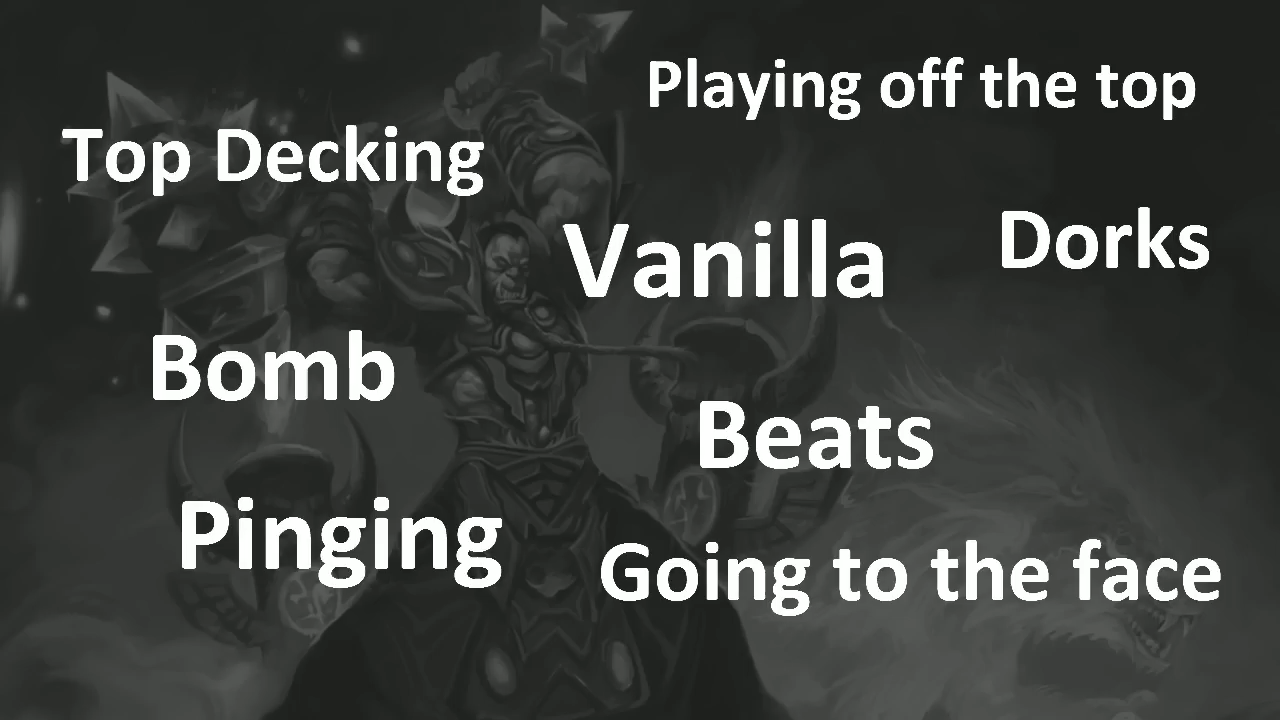 Playing off the top
Top Decking
Vanilla
Dorks
Bomb
Beats
Pinging
Going to the face